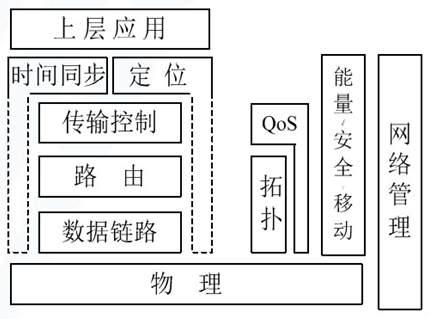 上层应用
时间同步
定位
传输控制
路由
数据链路
物理
QoS
拓扑
能量、安全、移动
网络管理